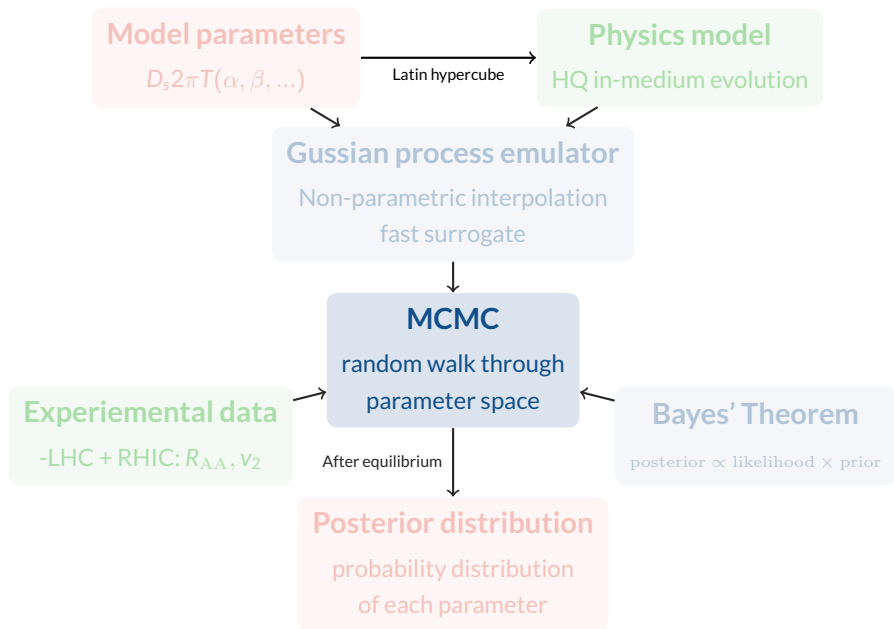 Model parameters
Dₛ2πT(α, β, ...)
Latin hypercube
Physics model
HQ in-medium evolution
Gussian process emulator
Non-parametric interpolation
fast surrogate
MCMC
random walk through
parameter space
Experiemental data
-LHC + RHIC: R_AA, v₂
Bayes' Theorem
posterior ∝ likelihood × prior
After equilibrium
Posterior distribution
probability distribution
of each parameter